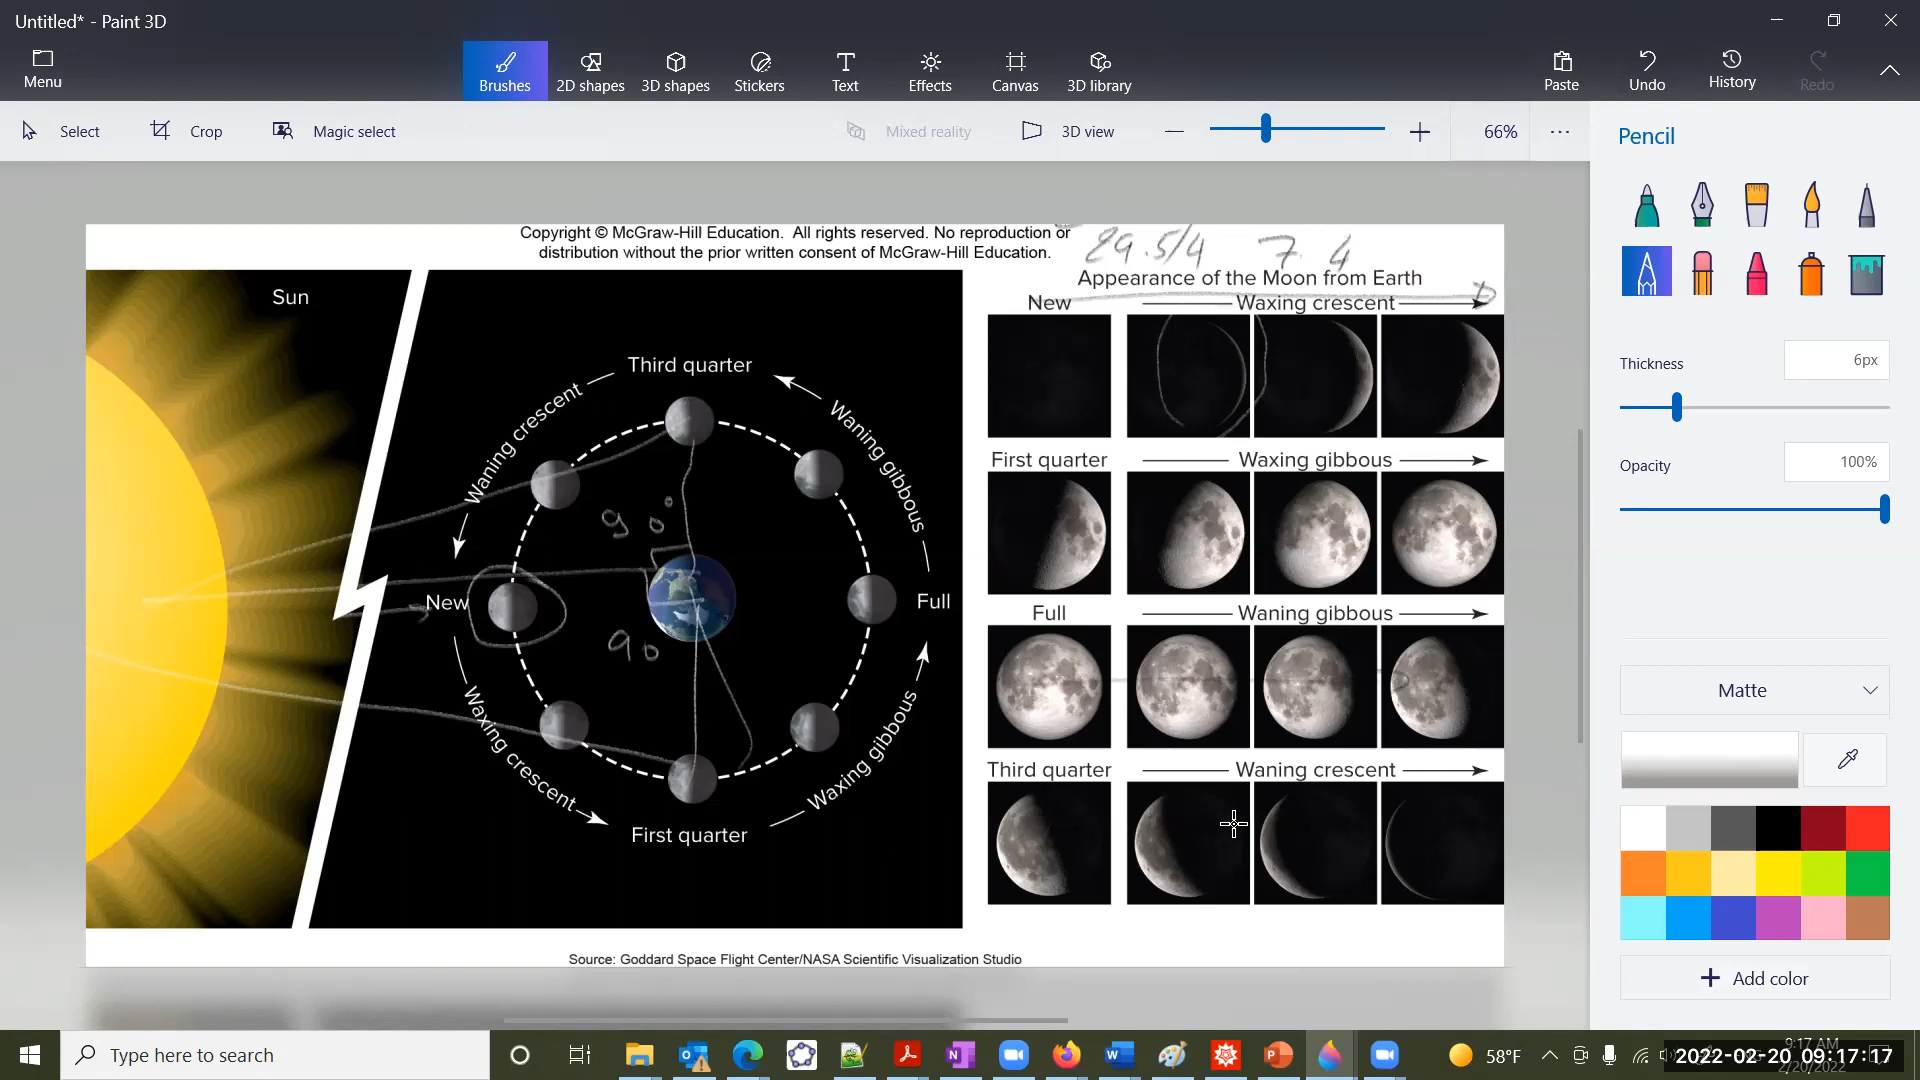 Untitled* - Paint 3D
Menu
Brushes
2D shapes
3D shapes
Stickers
Text
Effects
Canvas
3D library
Paste
Undo
History
Redo
Select
Crop
Magic select
Mixed reality
3D view
66%
Pencil
Thickness
6px
Opacity
100%
Matte
Add color
Copyright © McGraw-Hill Education. All rights reserved. No reproduction or
distribution without the prior written consent of McGraw-Hill Education.
29.5/4 7.4
Sun
Third quarter
Waning crescent
Waning gibbous
90°
New
Full
90
Waxing crescent
Waxing gibbous
First quarter
Appearance of the Moon from Earth
New
Waxing crescent
First quarter
Waxing gibbous
Full
Waning gibbous
Third quarter
Waning crescent
Source: Goddard Space Flight Center/NASA Scientific Visualization Studio
Type here to search
58°F
9:17 AM
2022-02-20 09:17:17
2/20/2022